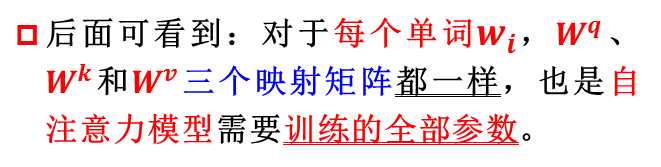 后面可看到：对于每个单词wᵢ，W^q、
W^k和W^v三个映射矩阵都一样，也是自
注意力模型需要训练的全部参数。